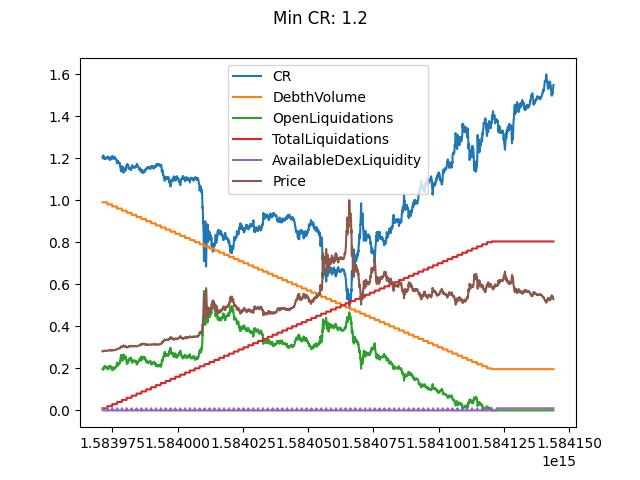 Min CR: 1.2
1.6
1.4
1.2
1.0
0.8
0.6
0.4
0.2
0.0
CR
DebthVolume
OpenLiquidations
TotalLiquidations
AvailableDexLiquidity
Price
1.583975 1.584000 1.584025 1.584050 1.584075 1.584100 1.584125 1.584150
1e15